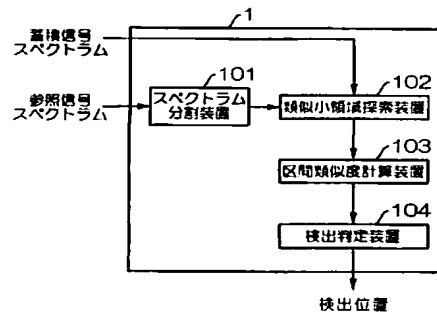 1
蓄積信号
スペクトラム
101
参照信号
スペクトラム
スペクトラム
分割装置
102
類似小領域探索装置
103
区間類似度計算装置
104
検出判定装置
検出位置